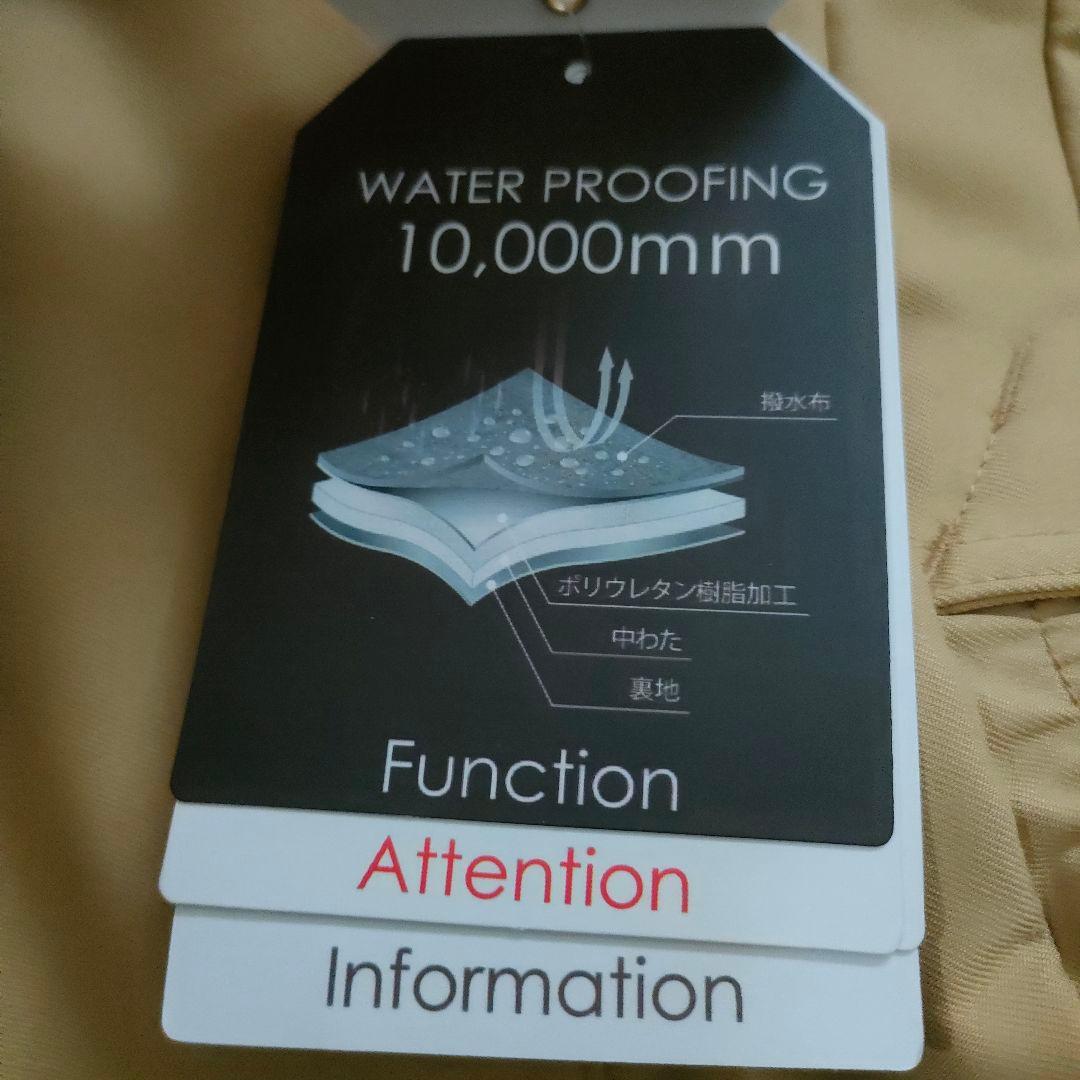 WATER PROOFING
10,000mm
撥水布
ポリウレタン樹脂加工
中わた
裏地
Function
Attention
Information